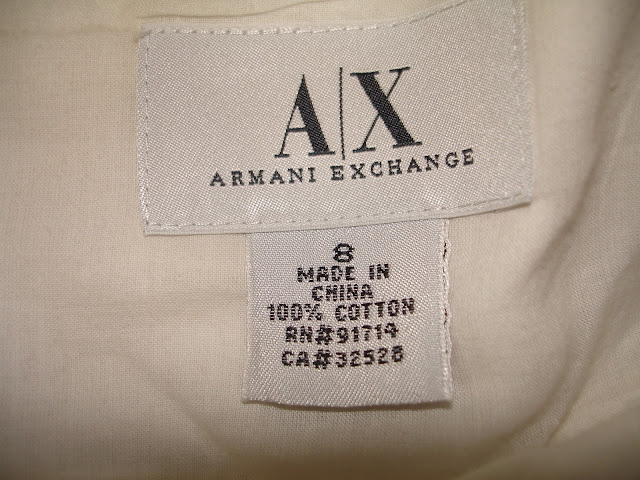 A|X
ARMANI EXCHANGE
8
MADE IN
CHINA
100% COTTON
RN#91714
CA#32528